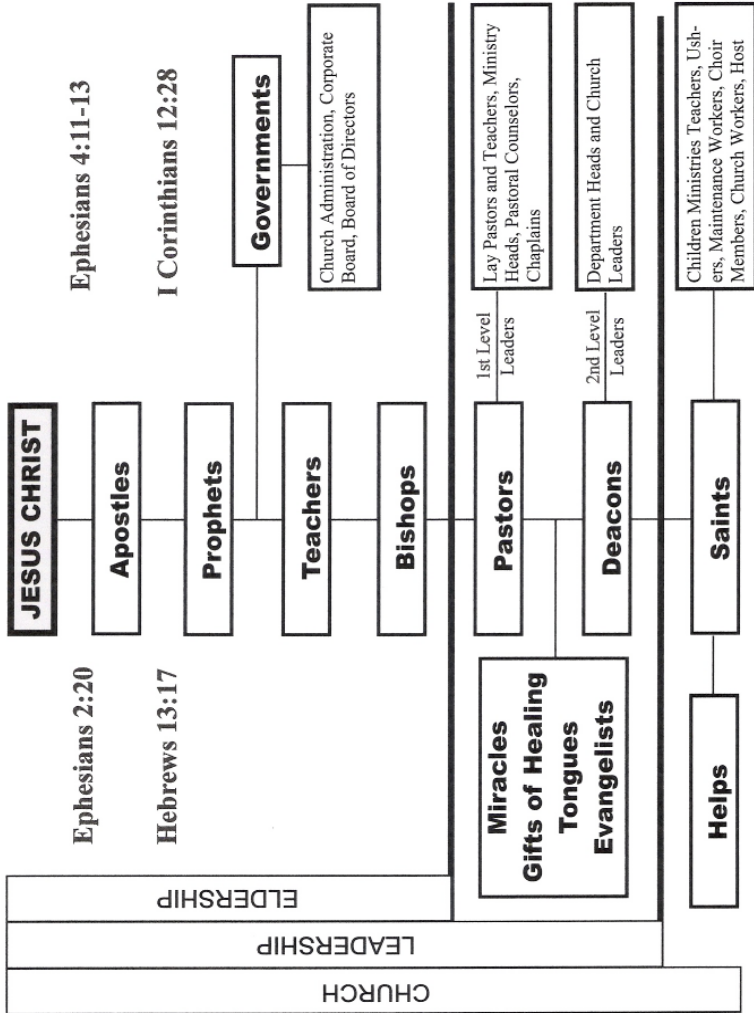 JESUS CHRIST
Ephesians 2:20
Apostles
Ephesians 4:11-13
Hebrews 13:17
Prophets
I Corinthians 12:28
Governments
Teachers
Church Administration, Corporate
Board, Board of Directors
Bishops
ELDERSHIP
Pastors
1st Level
Leaders
Lay Pastors and Teachers, Ministry
Heads, Pastoral Counselors,
Chaplains
Miracles
Gifts of Healing
Tongues
Evangelists
Deacons
2nd Level
Leaders
Department Heads and Church
Leaders
LEADERSHIP
Helps
Saints
Children Ministries Teachers, Ush-
ers, Maintenance Workers, Choir
Members, Church Workers, Host
CHURCH